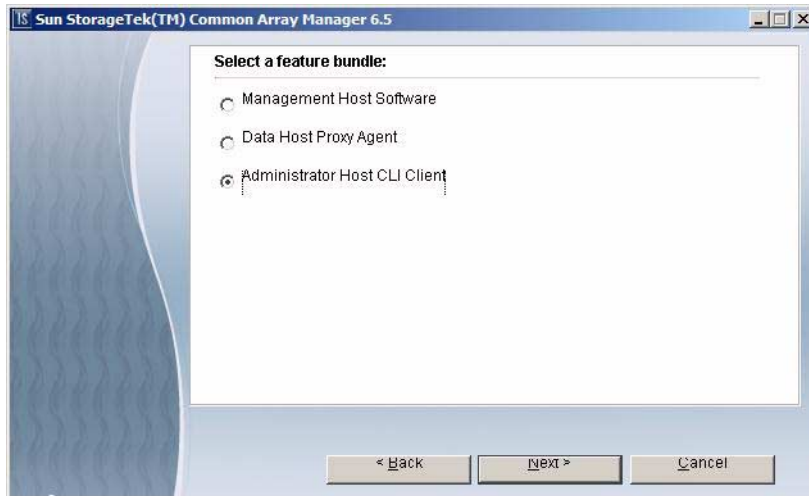 Sun StorageTek(TM) Common Array Manager 6.5
Select a feature bundle:
Management Host Software
Data Host Proxy Agent
Administrator Host CLI Client
< Back
Next >
Cancel